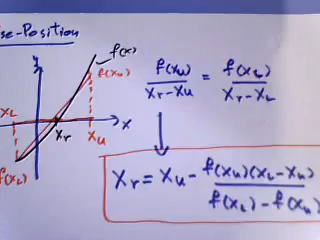 se-Position
y
f(x)
f(xu)
f(xu)/xr-xu = f(xL)/xr-xL
xL
xr
xu
x
f(xL)
xr = xu - f(xu)(xL-xu)/f(xL)-f(xu)